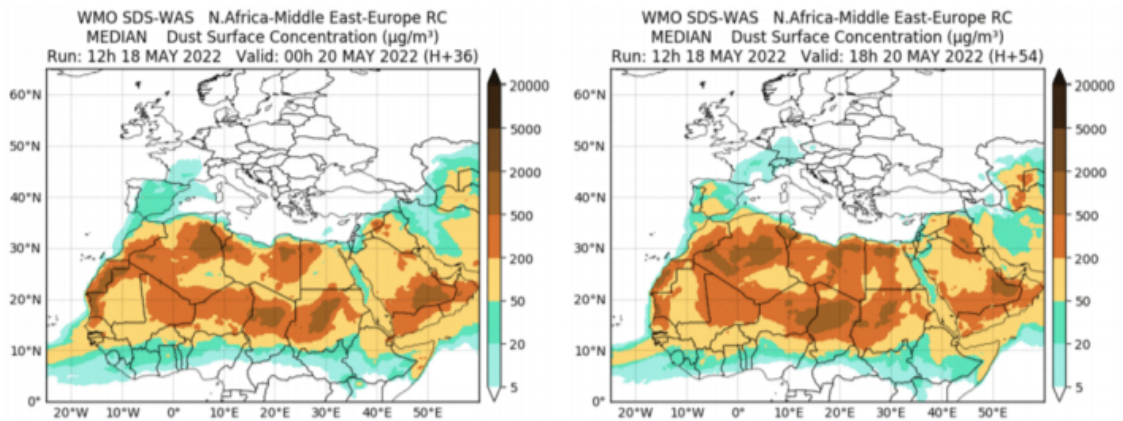 WMO SDS-WAS N.Africa-Middle East-Europe RC
MEDIAN Dust Surface Concentration (µg/m³)
Run: 12h 18 MAY 2022 Valid: 00h 20 MAY 2022 (H+36)
60°N
50°N
40°N
30°N
20°N
10°N
0°
20°W 10°W 0° 10°E 20°E 30°E 40°E 50°E
20000
5000
2000
500
200
50
20
5
WMO SDS-WAS N.Africa-Middle East-Europe RC
MEDIAN Dust Surface Concentration (µg/m³)
Run: 12h 18 MAY 2022 Valid: 18h 20 MAY 2022 (H+54)
60°N
50°N
40°N
30°N
20°N
10°N
0°
20°W 10°W 0° 10°E 20°E 30°E 40°E 50°E
20000
5000
2000
500
200
50
20
5